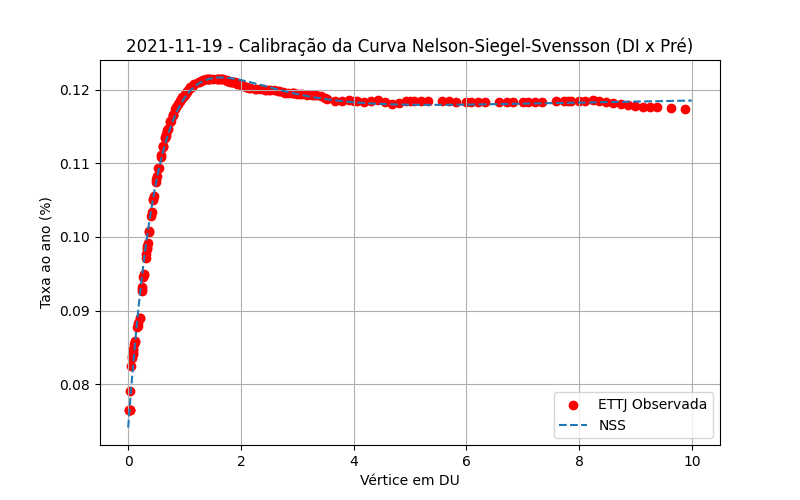 2021-11-19 - Calibração da Curva Nelson-Siegel-Svensson (DI x Pré)
0.12
0.11
0.10
0.09
0.08
Taxa ao ano (%)
ETTJ Observada
NSS
0 2 4 6 8 10
Vértice em DU